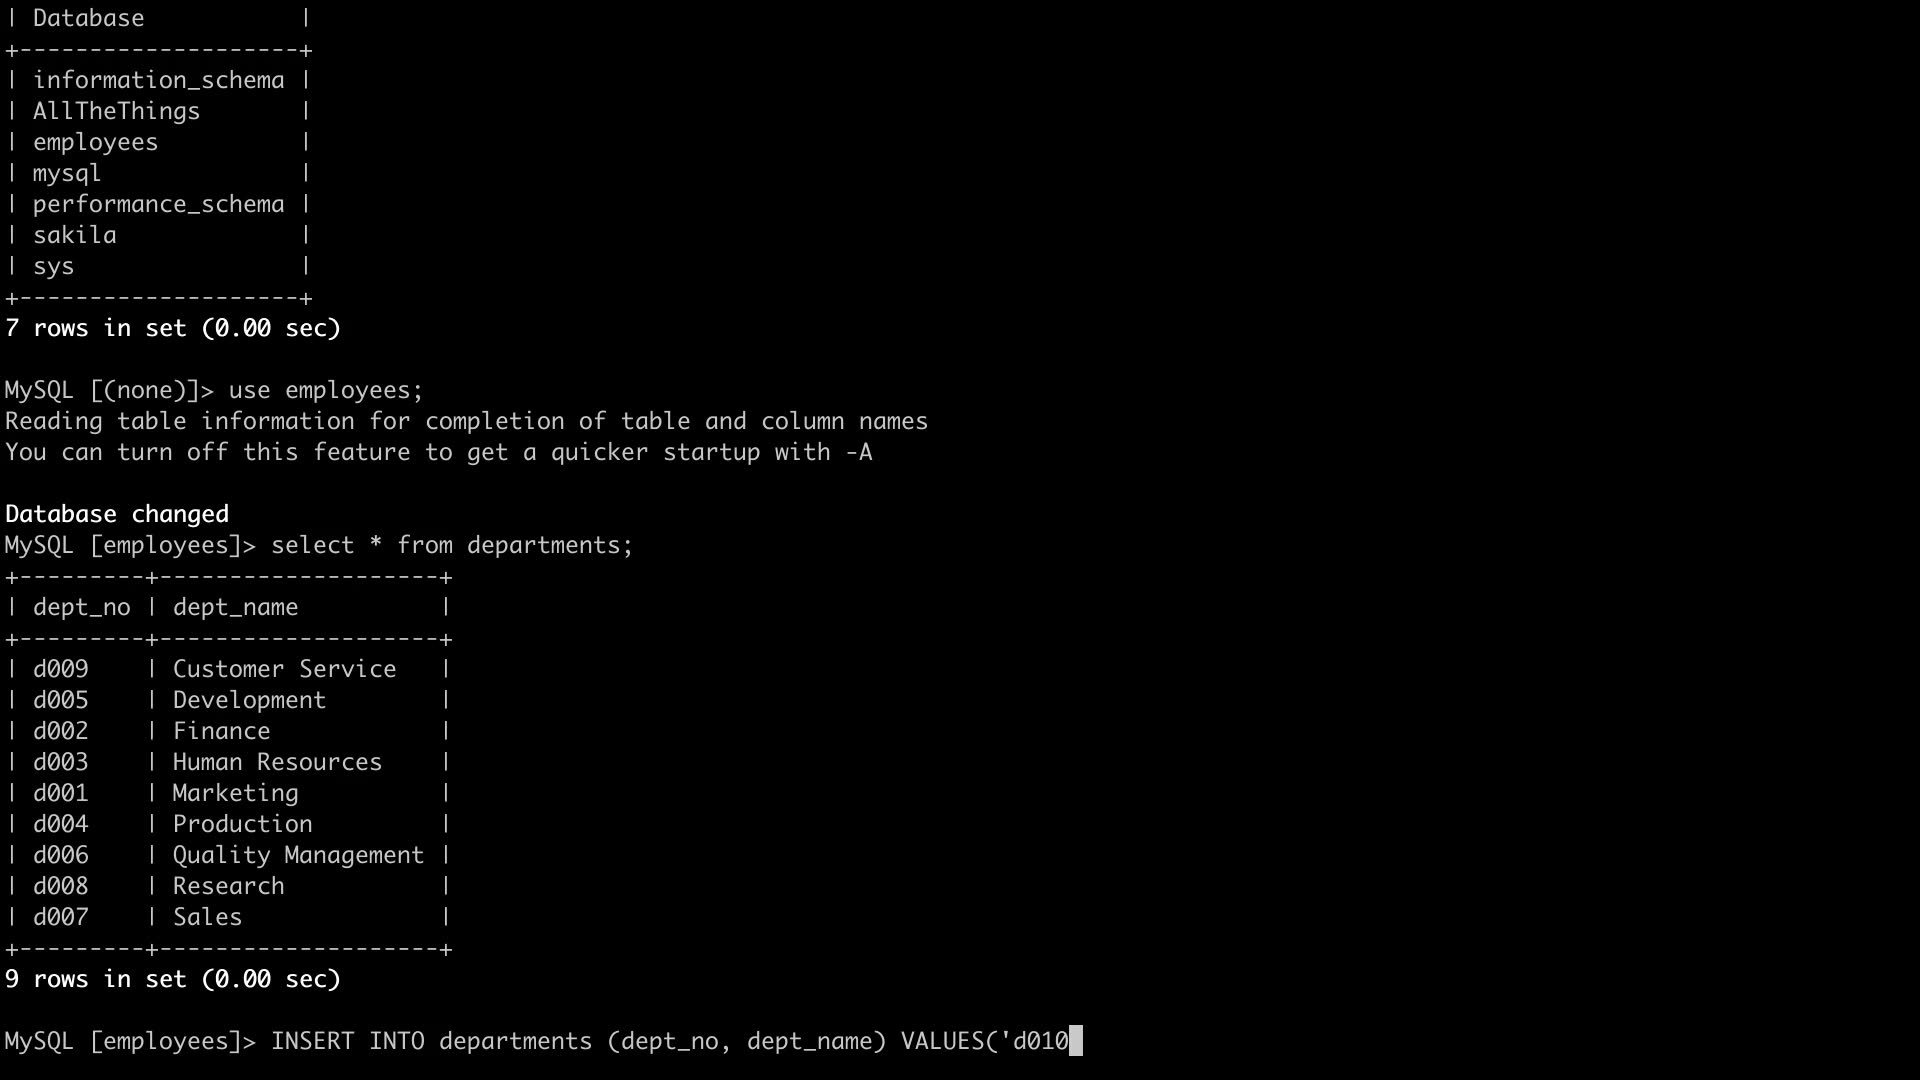 | Database           |
+--------------------+
| information_schema |
| AllTheThings       |
| employees          |
| mysql              |
| performance_schema |
| sakila             |
| sys                |
+--------------------+
7 rows in set (0.00 sec)
MySQL [(none)]> use employees;
Reading table information for completion of table and column names
You can turn off this feature to get a quicker startup with -A
Database changed
MySQL [employees]> select * from departments;
+---------+--------------------+
| dept_no | dept_name          |
+---------+--------------------+
| d009    | Customer Service   |
| d005    | Development        |
| d002    | Finance            |
| d003    | Human Resources    |
| d001    | Marketing          |
| d004    | Production         |
| d006    | Quality Management |
| d008    | Research           |
| d007    | Sales              |
+---------+--------------------+
9 rows in set (0.00 sec)
MySQL [employees]> INSERT INTO departments (dept_no, dept_name) VALUES('d010